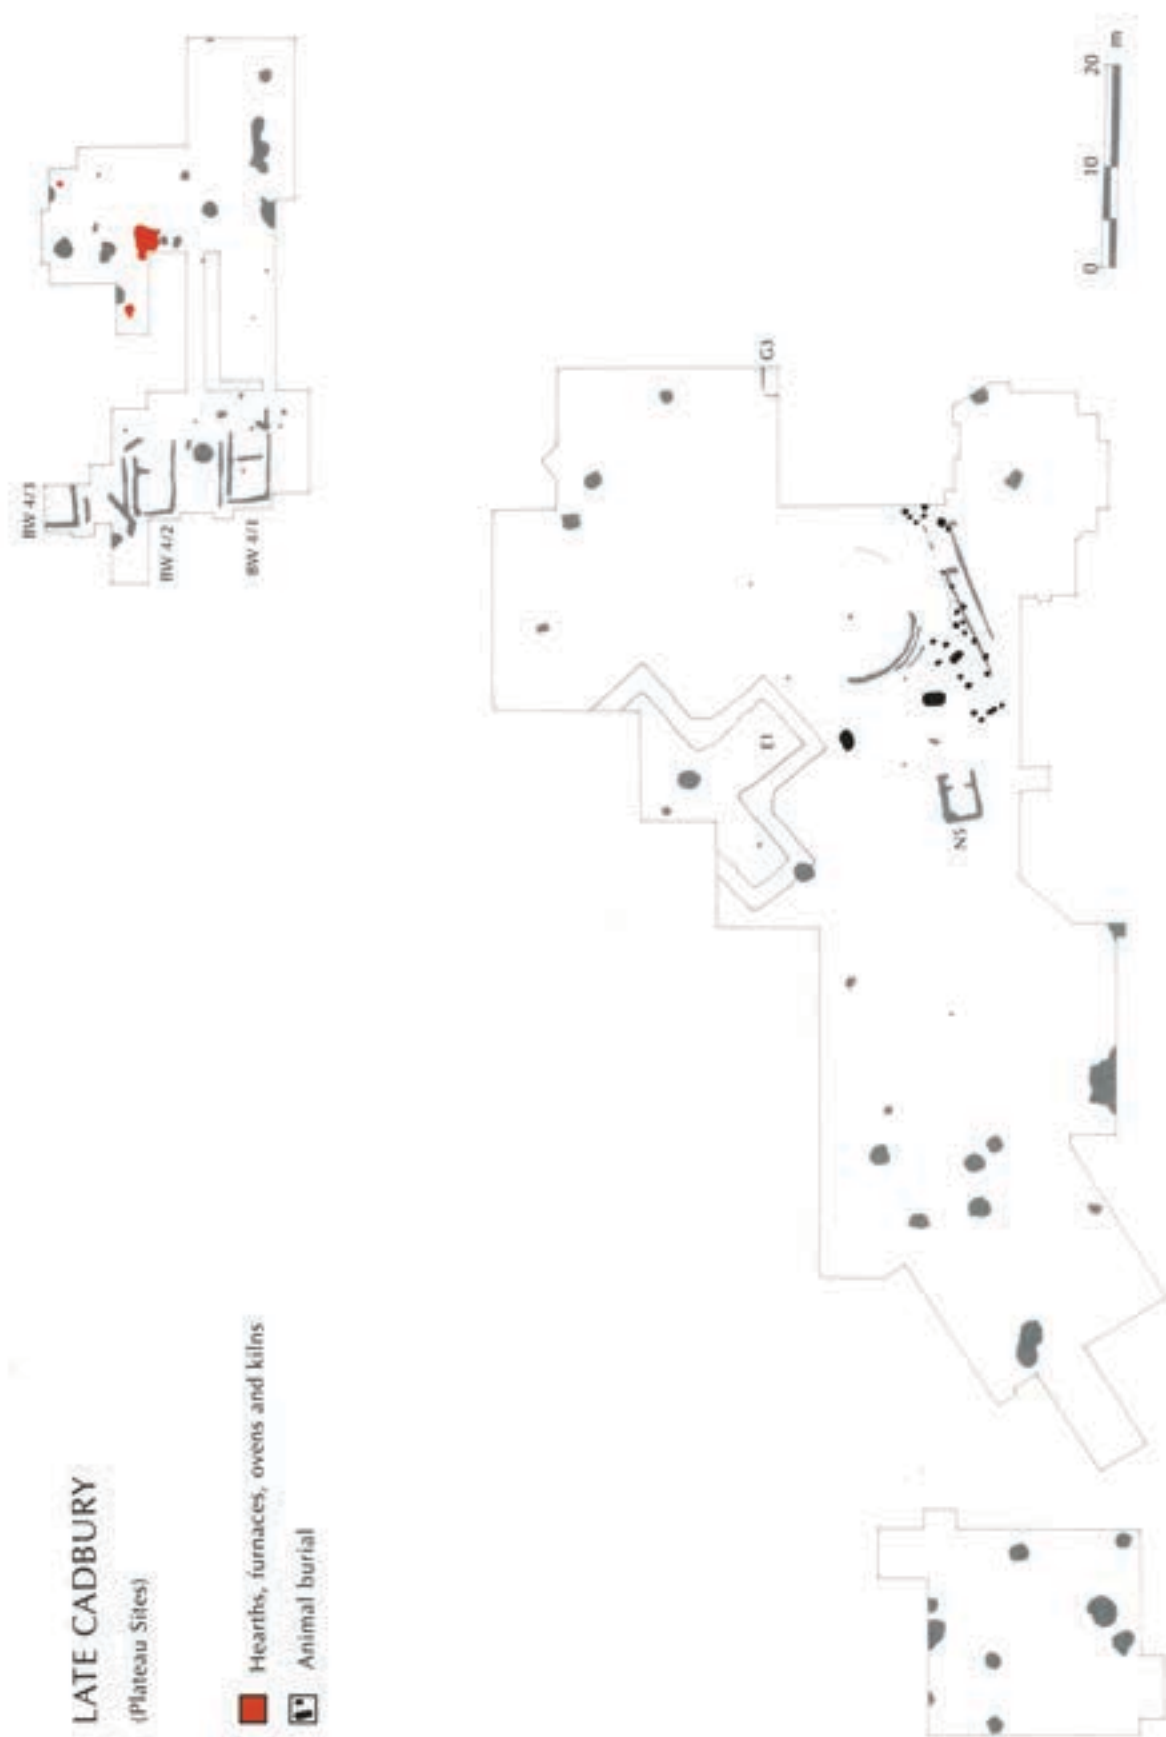 LATE CADBURY
(Plateau Sites)
Hearths, furnaces, ovens and kilns
Animal burial
BW 4/3
BW 4/2
BW 4/1
G3
E1
N5
0 10 20 m